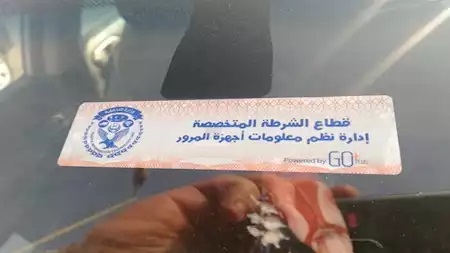 قطاع الشرطة المتخصصة
إدارة نظم معلومات أجهزة المرور
Powered by GO